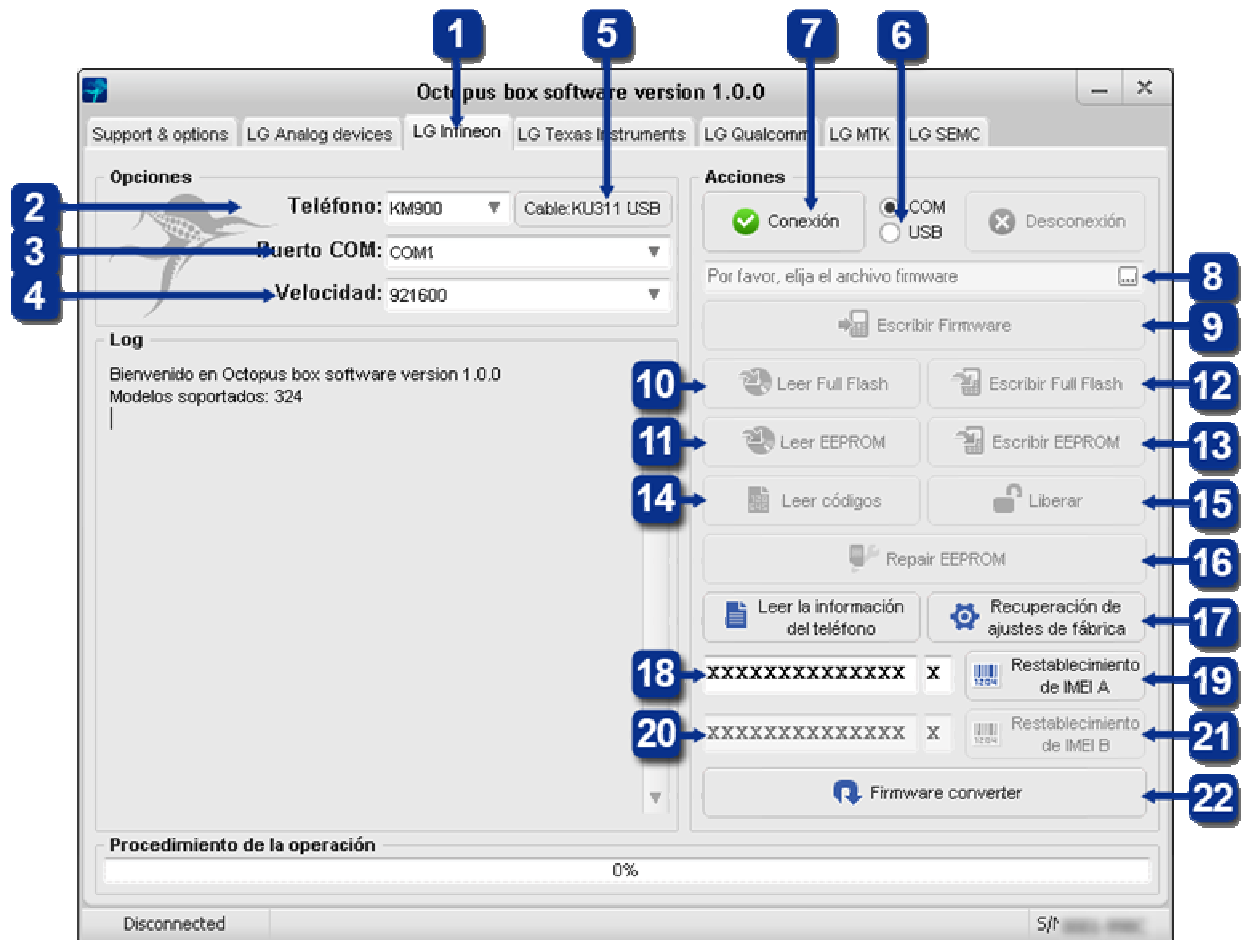 1
5
7
6
Octopus box software version 1.0.0
Support & options
LG Analog devices
LG Infineon
LG Texas Instruments
LG Qualcomm
LG MTK
LG SEMC
Opciones
2
Teléfono:
KM900
Cable:KU311 USB
3
Puerto COM:
COM1
4
Velocidad:
921600
Log
Bienvenido en Octopus box software version 1.0.0
Modelos soportados: 324
Acciones
Conexión
COM
USB
Desconexión
Por favor, elija el archivo firmware
...
8
Escribir Firmware
9
10
Leer Full Flash
Escribir Full Flash
12
11
Leer EEPROM
Escribir EEPROM
13
14
Leer códigos
Liberar
15
Repair EEPROM
16
Leer la información
del teléfono
Recuperación de
ajustes de fábrica
17
18
XXXXXXXXXXXXXX
X
Restablecimiento
de IMEI A
19
20
XXXXXXXXXXXXXX
X
Restablecimiento
de IMEI B
21
Firmware converter
22
Procedimiento de la operación
0%
Disconnected